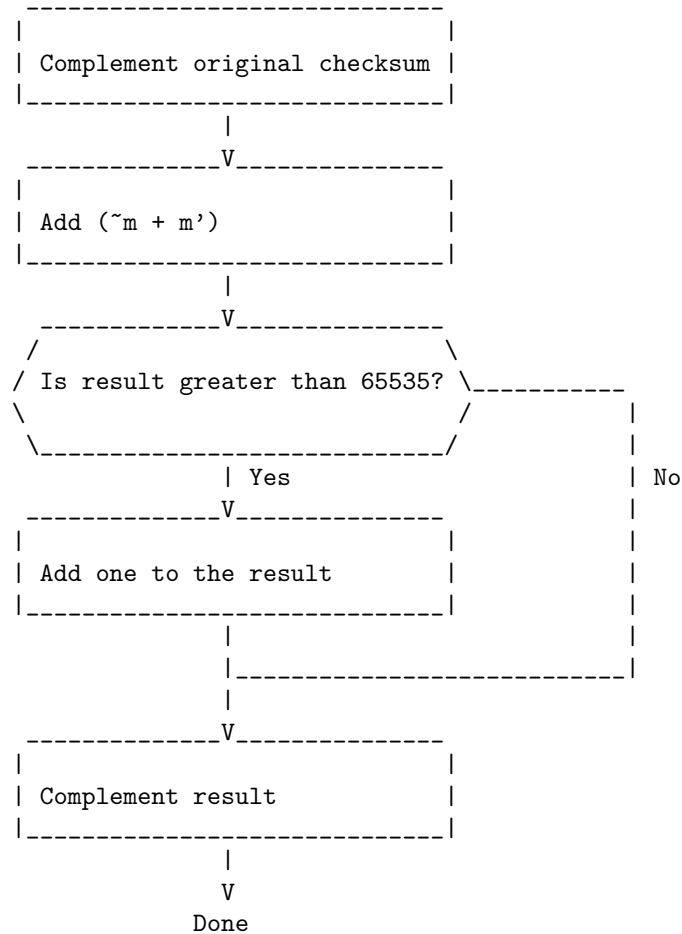 Complement original checksum
Add (~m + m')
Is result greater than 65535?
Yes
No
Add one to the result
Complement result
Done